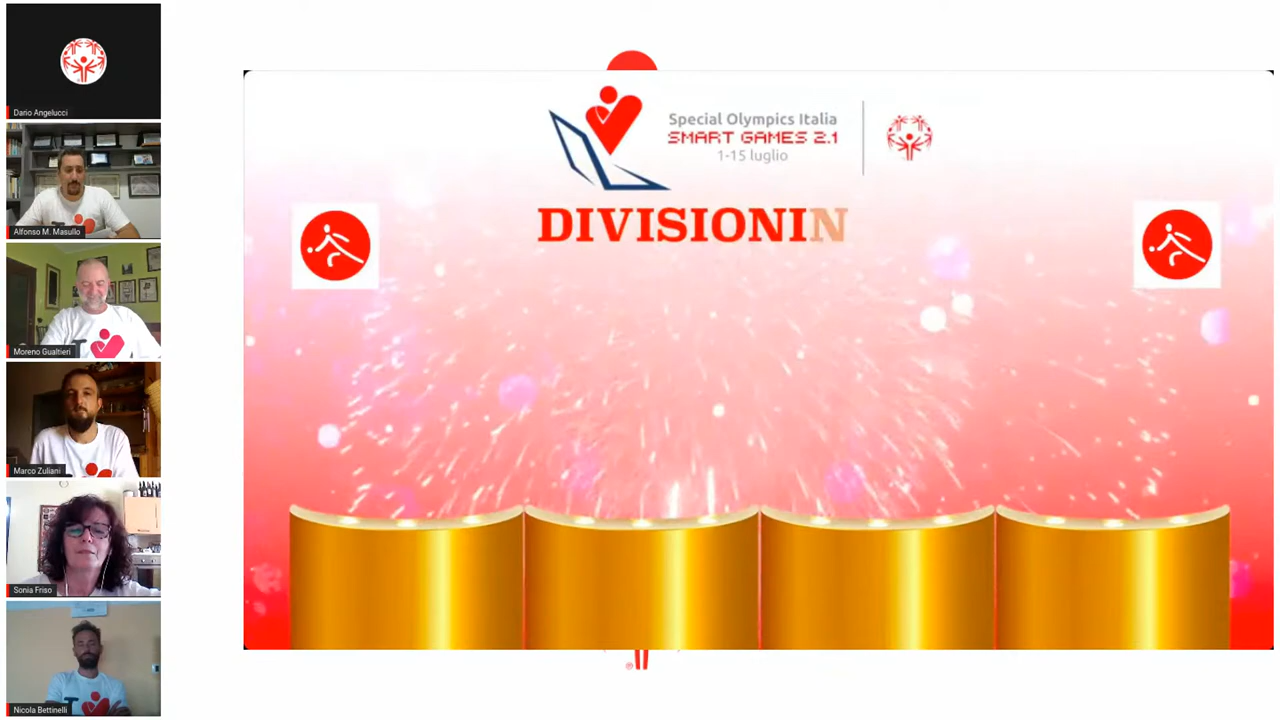 Dario Angelucci
Alfonso M. Masullo
Moreno Gualtieri
Marco Zuliani
Sonia Friso
Nicola Bettinelli
Special Olympics Italia
SMART GAMES 2.1
1-15 luglio
DIVISIONIN